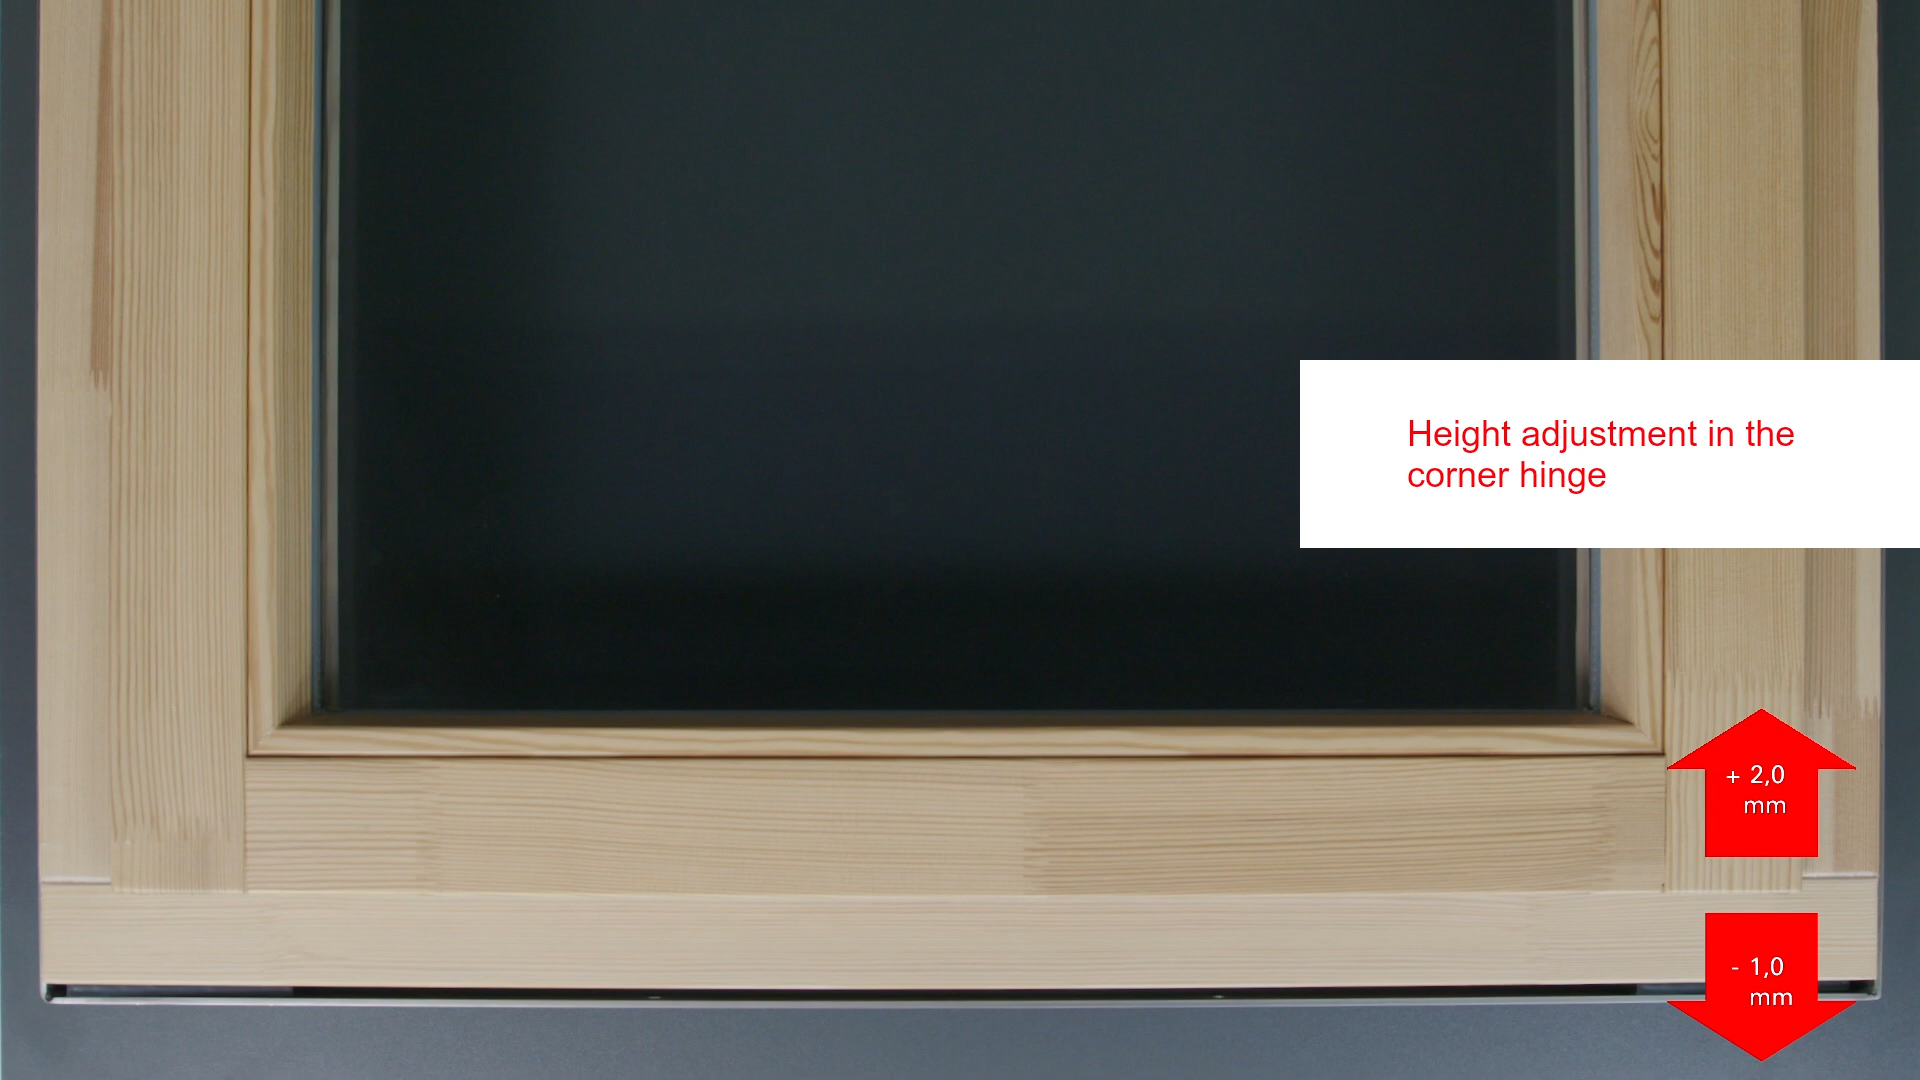 Height adjustment in the
corner hinge
+ 2,0
mm
- 1,0
mm